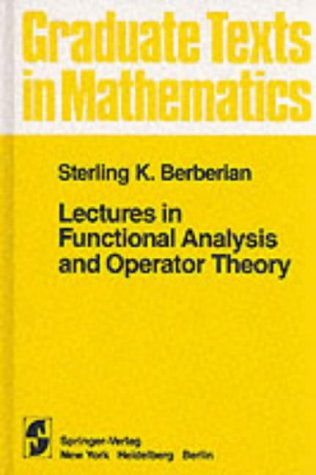 Graduate Texts
in Mathematics
Sterling K. Berberian
Lectures in
Functional Analysis
and Operator Theory
Springer-Verlag
New York Heidelberg Berlin